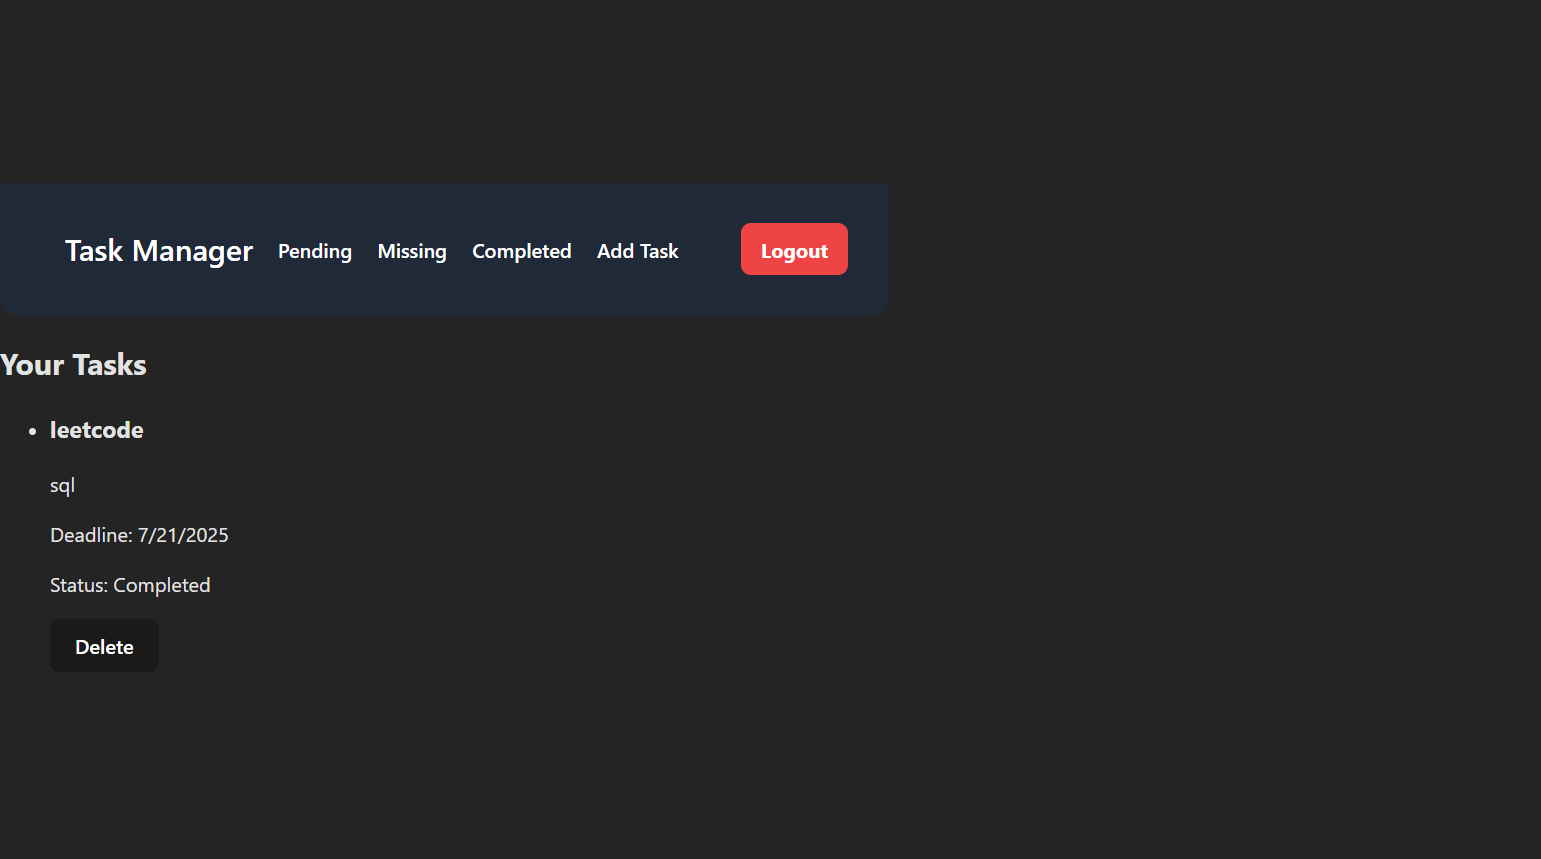 Task Manager Pending Missing Completed Add Task Logout
Your Tasks
leetcode
sql
Deadline: 7/21/2025
Status: Completed
Delete